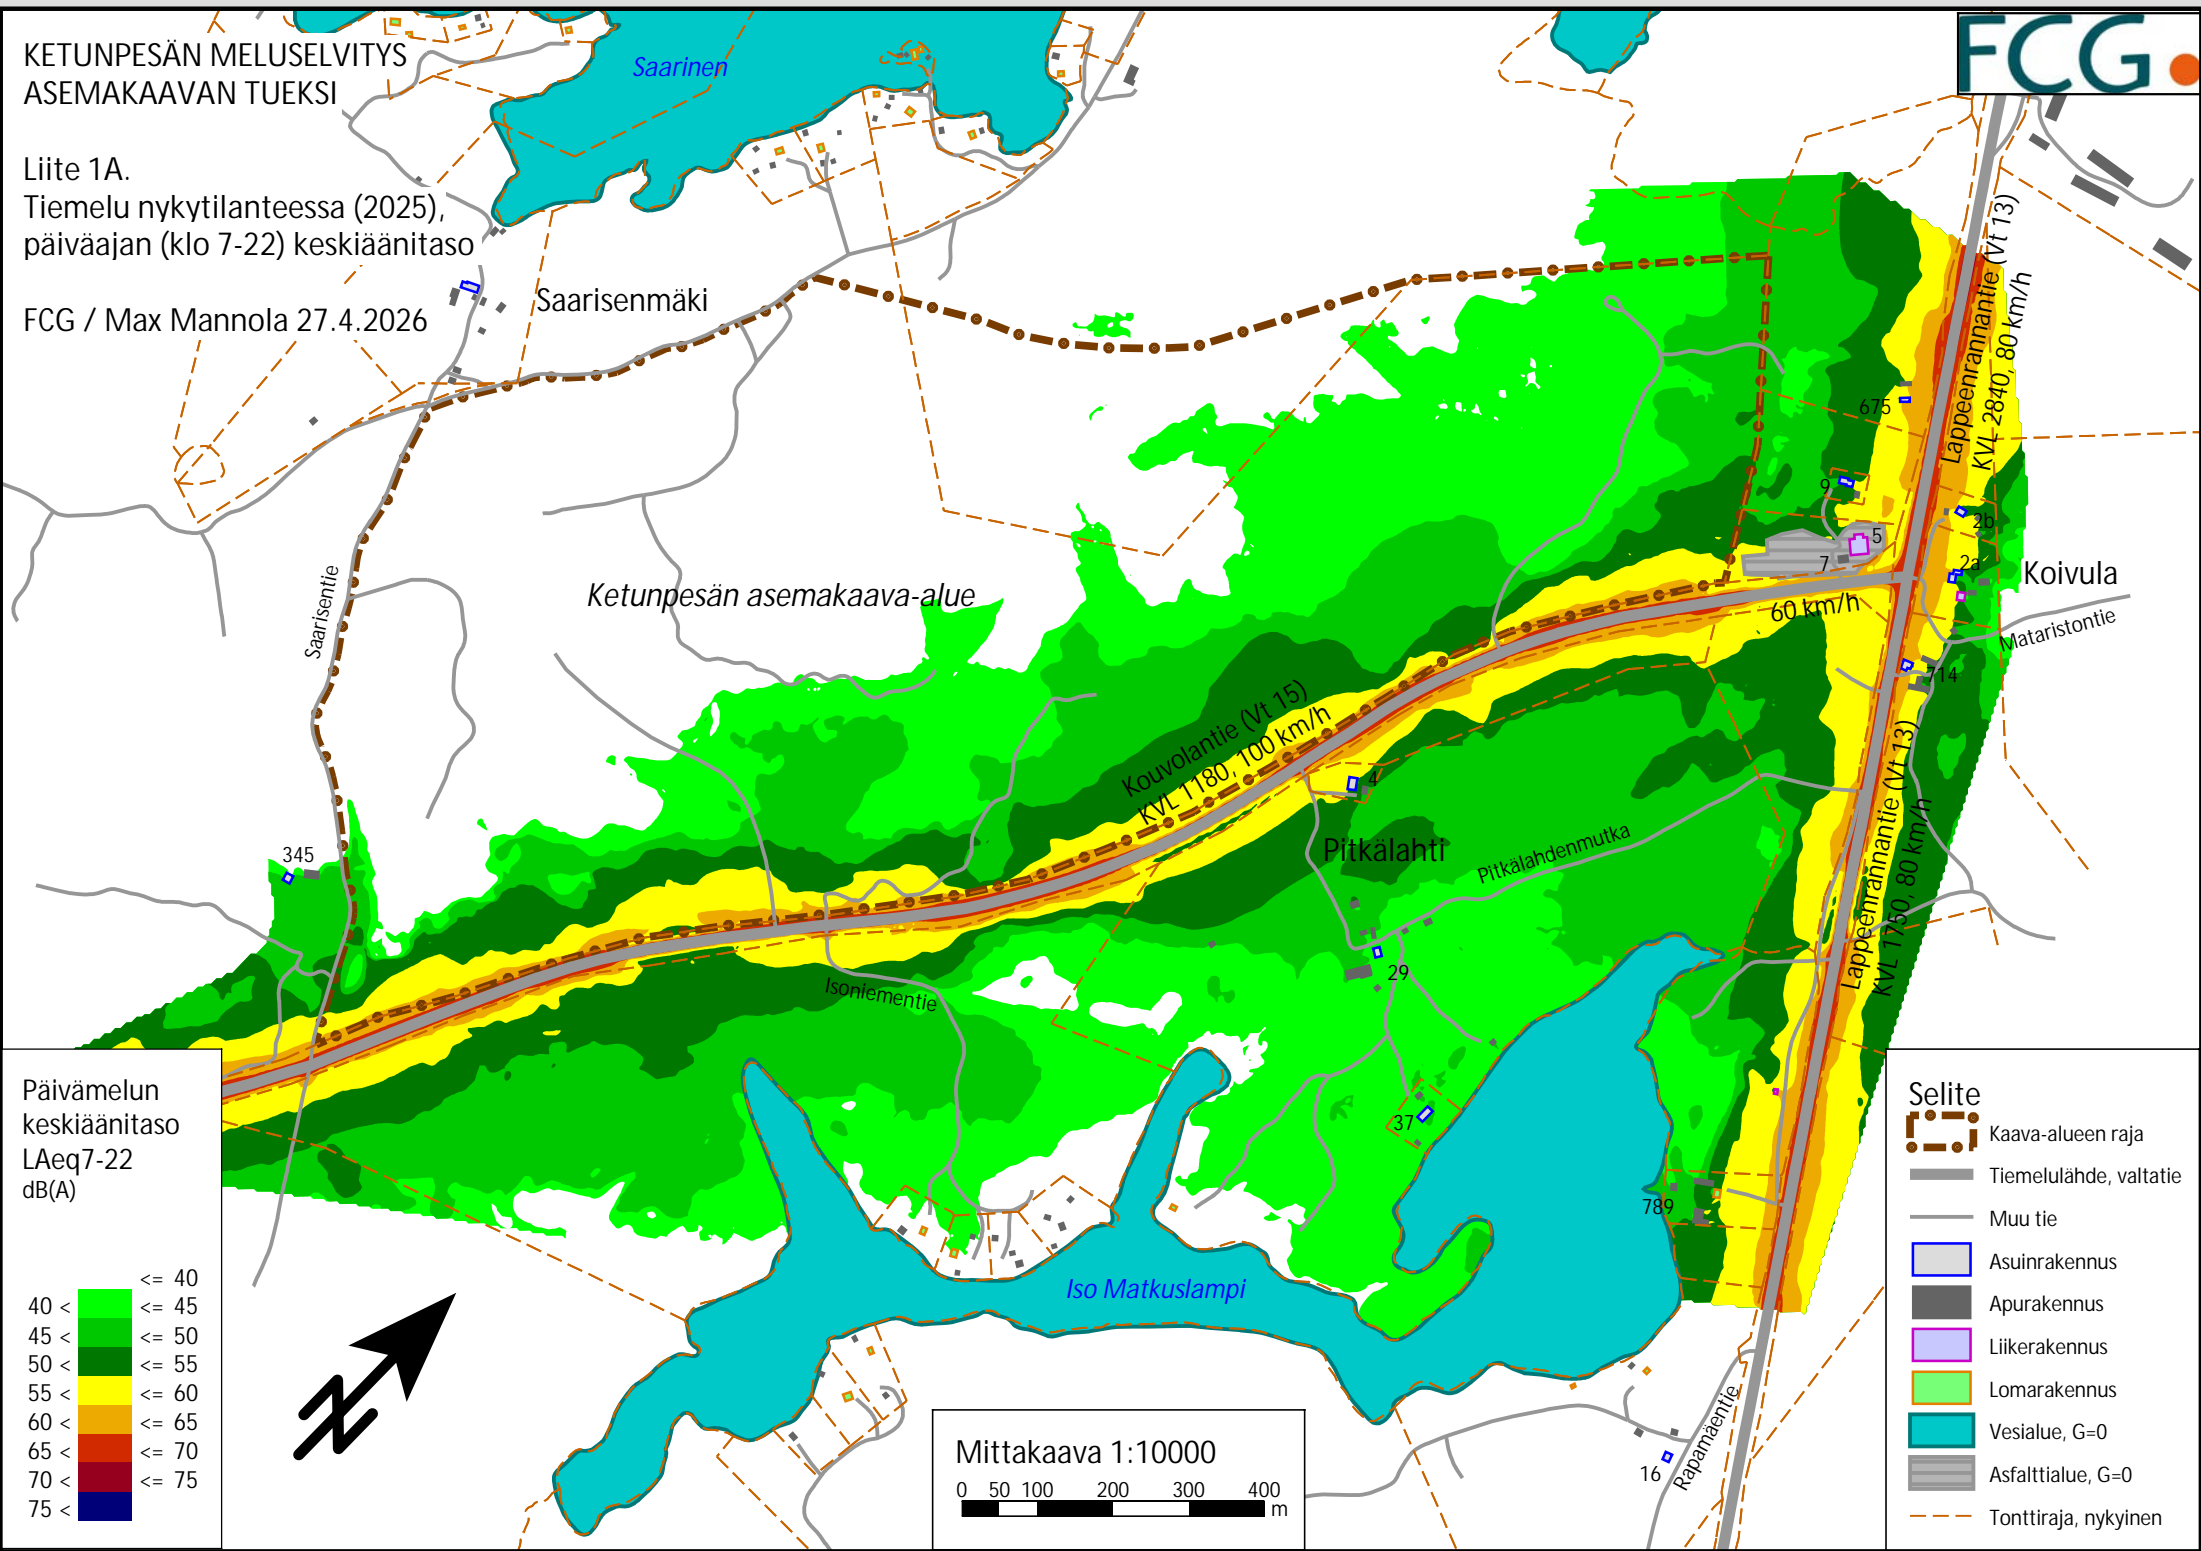 KETUNPESÄN MELUSELVITYS
ASEMAKAAVAN TUEKSI
Liite 1A.
Tiemelu nykytilanteessa (2025),
päiväajan (klo 7-22) keskiäänitaso
FCG / Max Mannola 27.4.2026
FCG
Saarinen
Saarisenmäki
Saarisentie
Ketunpesän asemakaava-alue
Lappeenrannantie (Vt 13)
KVL 2840, 80 km/h
675
9
5
7
2b
2a
Koivula
60 km/h
Mataristontie
714
Kouvolantie (Vt 15)
KVL 1180, 100 km/h
4
Pitkälahti
Pitkälahdenmutka
Lappeenrannantie (Vt 13)
KVL 1750, 80 km/h
345
29
Isoniementie
37
789
Iso Matkuslampi
16
Rapamäentie
Päivämelun
keskiäänitaso
LAeq7-22
dB(A)
<= 40
40 < <= 45
45 < <= 50
50 < <= 55
55 < <= 60
60 < <= 65
65 < <= 70
70 < <= 75
75 <
Mittakaava 1:10000
0 50 100 200 300 400
m
Selite
Kaava-alueen raja
Tiemelulähde, valtatie
Muu tie
Asuinrakennus
Apurakennus
Liikerakennus
Lomarakennus
Vesialue, G=0
Asfalttialue, G=0
Tonttiraja, nykyinen